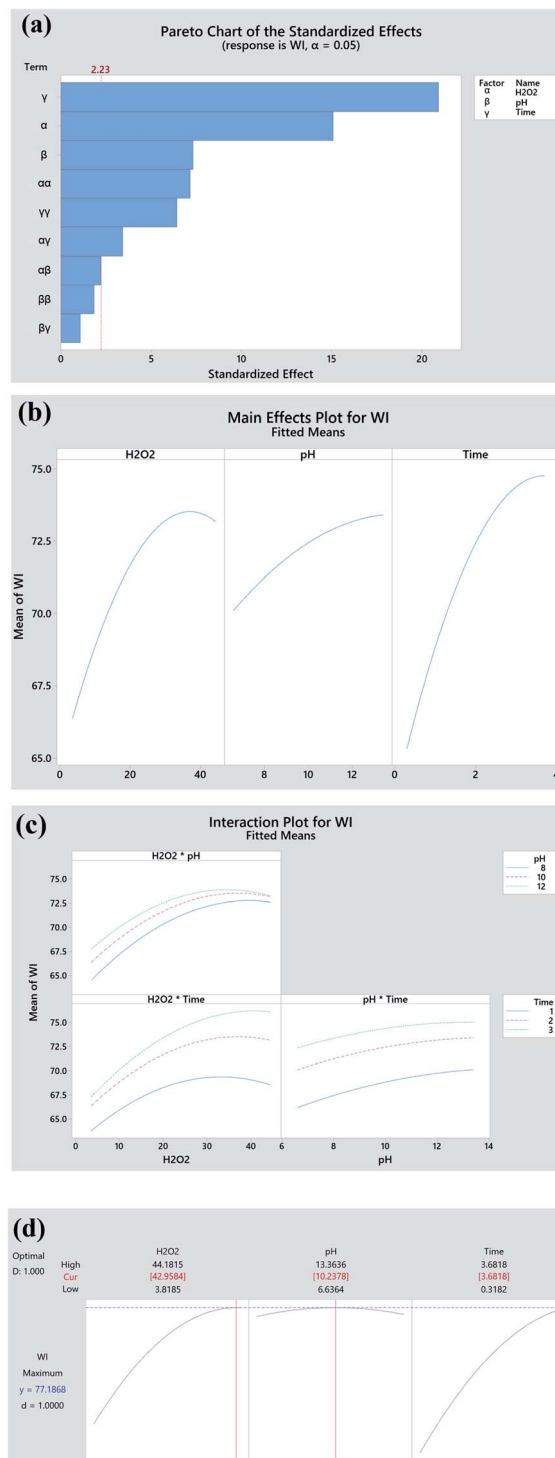 (a)
Pareto Chart of the Standardized Effects
(response is WI, α = 0.05)
Term
2.23
Factor Name
α H2O2
β pH
γ Time
γ
α
β
αα
γγ
αγ
αβ
ββ
βγ
0 5 10 15 20
Standardized Effect
(b)
Main Effects Plot for WI
Fitted Means
H2O2 pH Time
75.0
72.5
70.0
67.5
65.0
Mean of WI
0 20 40 8 10 12 0 2 4
(c)
Interaction Plot for WI
Fitted Means
H2O2 * pH
pH
8
10
12
75.0
72.5
70.0
67.5
65.0
Mean of WI
H2O2 * Time pH * Time
Time
1
2
3
75.0
72.5
70.0
67.5
65.0
0 10 20 30 40 6 8 10 12 14
H2O2 pH
(d)
Optimal
D: 1.000
H2O2 pH Time
High 44.1815 13.3636 3.6818
Cur [42.9584] [10.2378] [3.6818]
Low 3.8185 6.6364 0.3182
WI
Maximum
y = 77.1868
d = 1.0000